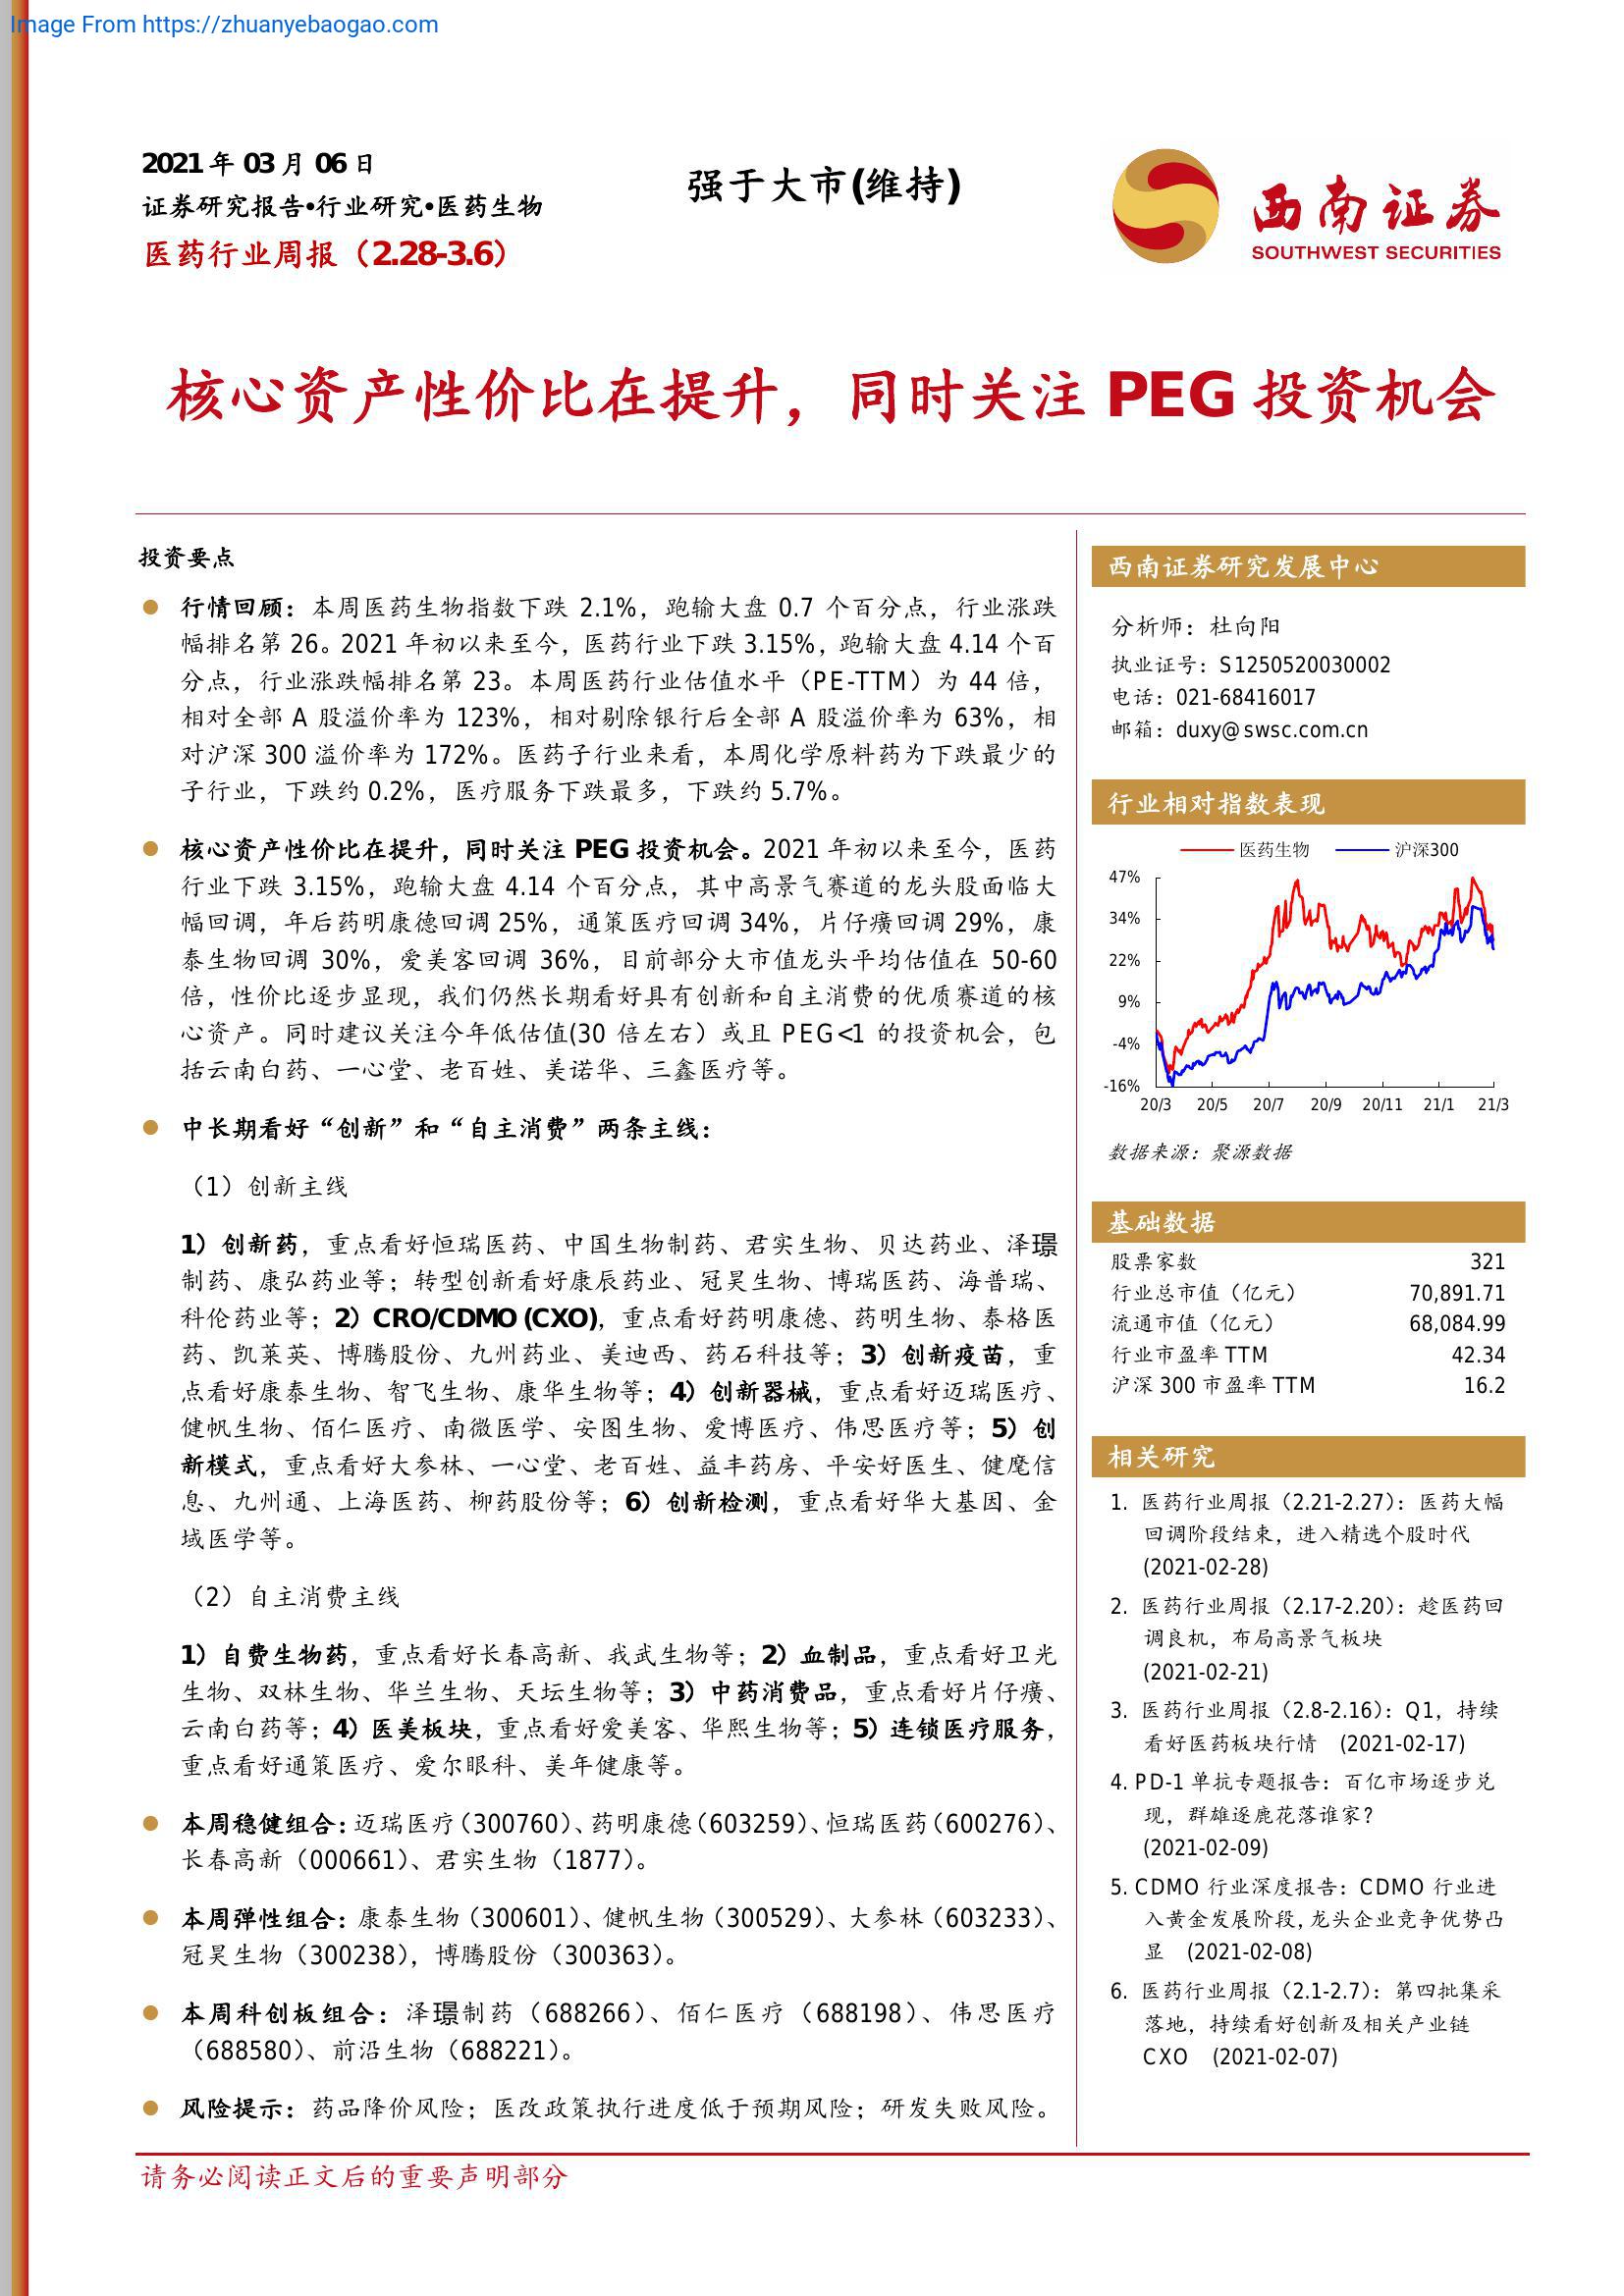 Image From https://zhuanyebaogao.com
2021 年 03 月 06 日
证券研究报告•行业研究•医药生物
医药行业周报（2.28-3.6）
强于大市(维持)
西南证券
SOUTHWEST SECURITIES
核心资产性价比在提升，同时关注 PEG 投资机会
投资要点
行情回顾：本周医药生物指数下跌 2.1%，跑输大盘 0.7 个百分点，行业涨跌
幅排名第 26。2021 年初以来至今，医药行业下跌 3.15%，跑输大盘 4.14 个百
分点，行业涨跌幅排名第 23。本周医药行业估值水平（PE-TTM）为 44 倍，
相对全部 A 股溢价率为 123%，相对剔除银行后全部 A 股溢价率为 63%，相
对沪深 300 溢价率为 172%。医药子行业来看，本周化学原料药为下跌最少的
子行业，下跌约 0.2%，医疗服务下跌最多，下跌约 5.7%。
核心资产性价比在提升，同时关注 PEG 投资机会。2021 年初以来至今，医药
行业下跌 3.15%，跑输大盘 4.14 个百分点，其中高景气赛道的龙头股面临大
幅回调，年后药明康德回调 25%，通策医疗回调 34%，片仔癀回调 29%，康
泰生物回调 30%，爱美客回调 36%，目前部分大市值龙头平均估值在 50-60
倍，性价比逐步显现，我们仍然长期看好具有创新和自主消费的优质赛道的核
心资产。同时建议关注今年低估值(30 倍左右）或且 PEG<1 的投资机会，包
括云南白药、一心堂、老百姓、美诺华、三鑫医疗等。
中长期看好“创新”和“自主消费”两条主线：
（1）创新主线
1）创新药，重点看好恒瑞医药、中国生物制药、君实生物、贝达药业、泽璟
制药、康弘药业等；转型创新看好康辰药业、冠昊生物、博瑞医药、海普瑞、
科伦药业等；2）CRO/CDMO (CXO)，重点看好药明康德、药明生物、泰格医
药、凯莱英、博腾股份、九州药业、美迪西、药石科技等；3）创新疫苗，重
点看好康泰生物、智飞生物、康华生物等；4）创新器械，重点看好迈瑞医疗、
健帆生物、佰仁医疗、南微医学、安图生物、爱博医疗、伟思医疗等；5）创
新模式，重点看好大参林、一心堂、老百姓、益丰药房、平安好医生、健麾信
息、九州通、上海医药、柳药股份等；6）创新检测，重点看好华大基因、金
域医学等。
（2）自主消费主线
1）自费生物药，重点看好长春高新、我武生物等；2）血制品，重点看好卫光
生物、双林生物、华兰生物、天坛生物等；3）中药消费品，重点看好片仔癀、
云南白药等；4）医美板块，重点看好爱美客、华熙生物等；5）连锁医疗服务，
重点看好通策医疗、爱尔眼科、美年健康等。
本周稳健组合：迈瑞医疗（300760）、药明康德（603259）、恒瑞医药（600276）、
长春高新（000661）、君实生物（1877）。
本周弹性组合：康泰生物（300601）、健帆生物（300529）、大参林（603233）、
冠昊生物（300238），博腾股份（300363）。
本周科创板组合：泽璟制药（688266）、佰仁医疗（688198）、伟思医疗
（688580）、前沿生物（688221）。
风险提示：药品降价风险；医改政策执行进度低于预期风险；研发失败风险。
西南证券研究发展中心
分析师：杜向阳
执业证号：S1250520030002
电话：021-68416017
邮箱：duxy@swsc.com.cn
行业相对指数表现
医药生物 沪深300
47%
34%
22%
9%
-4%
-16%
20/3 20/5 20/7 20/9 20/11 21/1 21/3
数据来源：聚源数据
基础数据
股票家数 321
行业总市值（亿元） 70,891.71
流通市值（亿元） 68,084.99
行业市盈率 TTM 42.34
沪深 300 市盈率 TTM 16.2
相关研究
1. 医药行业周报（2.21-2.27）：医药大幅
回调阶段结束，进入精选个股时代
(2021-02-28)
2. 医药行业周报（2.17-2.20）：趁医药回
调良机，布局高景气板块
(2021-02-21)
3. 医药行业周报（2.8-2.16）：Q1，持续
看好医药板块行情 (2021-02-17)
4. PD-1 单抗专题报告：百亿市场逐步兑
现，群雄逐鹿花落谁家？
(2021-02-09)
5. CDMO 行业深度报告：CDMO 行业进
入黄金发展阶段，龙头企业竞争优势凸
显 (2021-02-08)
6. 医药行业周报（2.1-2.7）：第四批集采
落地，持续看好创新及相关产业链
CXO (2021-02-07)
请务必阅读正文后的重要声明部分